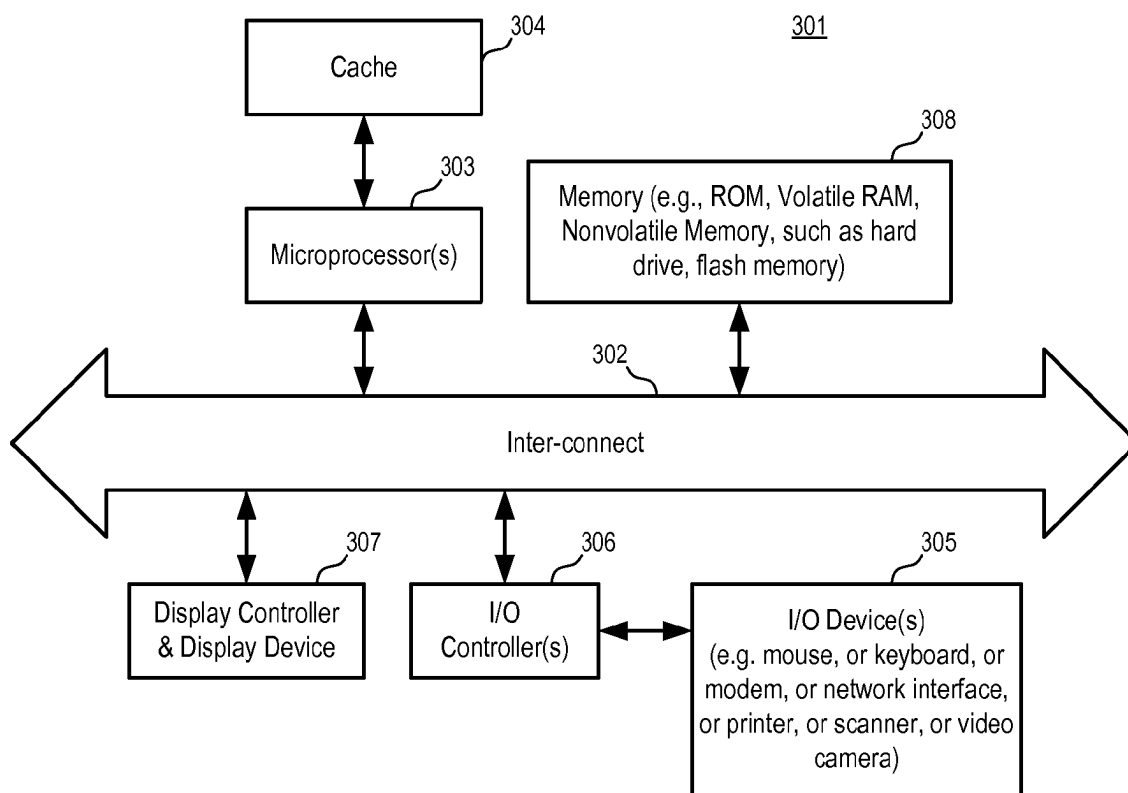 304
301
Cache
308
303
Memory (e.g., ROM, Volatile RAM,
Nonvolatile Memory, such as hard
drive, flash memory)
Microprocessor(s)
302
Inter-connect
307
306
305
Display Controller
& Display Device
I/O
Controller(s)
I/O Device(s)
(e.g. mouse, or keyboard, or
modem, or network interface,
or printer, or scanner, or video
camera)